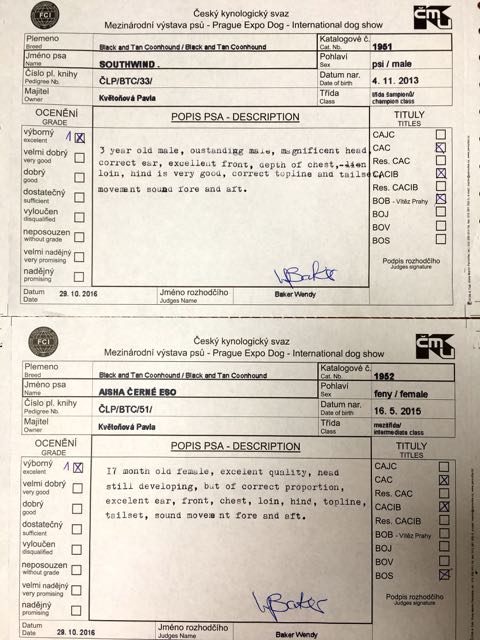 FCI
Český kynologický svaz
Mezinárodní výstava psů - Prague Expo Dog - International dog show
ČMKU
Plemeno
Breed
Black and Tan Coonhound / Black and Tan Coonhound
Katalogové č.
Cat. Nb.
1951
Jméno psa
Name
SOUTHWIND .
Pohlaví
Sex
psi / male
Číslo pl. knihy
Pedigree Nb.
ČLP/BTC/33/
Datum nar.
Date of birth
4. 11. 2013
Majitel
Owner
Květoňová Pavla
Třída
Class
třída šampionů/
champion class
OCENĚNÍ
GRADE
POPIS PSA - DESCRIPTION
TITULY
TITLES
výborný
excelent
1
velmi dobrý
very good
dobrý
good
dostatečný
sufficient
vyloučen
disqualified
neposouzen
without grade
velmi nadějný
very promising
nadějný
promising
3 year old male, oustanding male, magnificent head,
correct ear, excellent front, depth of chest,-lien
loin, hind is very good, correct topline and tailset,
movement sound fore and aft.
CAJC
CAC
Res. CAC
CACIB
Res. CACIB
BOB - Vítěz Prahy
BOJ
BOV
BOS
Podpis rozhodčího
Judges signature
WBaker
Datum
Date
29. 10. 2016
Jméno rozhodčího
Judges Name
Baker Wendy
FCI
Český kynologický svaz
Mezinárodní výstava psů - Prague Expo Dog - International dog show
ČMKU
Plemeno
Breed
Black and Tan Coonhound / Black and Tan Coonhound
Katalogové č.
Cat. Nb.
1952
Jméno psa
Name
AISHA ČERNÉ ESO
Pohlaví
Sex
feny / female
Číslo pl. knihy
Pedigree Nb.
ČLP/BTC/51/
Datum nar.
Date of birth
16. 5. 2015
Majitel
Owner
Květoňová Pavla
Třída
Class
mezitřída/
intermediate class
OCENĚNÍ
GRADE
POPIS PSA - DESCRIPTION
TITULY
TITLES
výborný
excelent
1
velmi dobrý
very good
dobrý
good
dostatečný
sufficient
vyloučen
disqualified
neposouzen
without grade
velmi nadějný
very promising
nadějný
promising
17 month old female, excellent quality, head
still developing, but of correct proportion,
excellent ear, front, chest, loin, hind, topline,
tailset, sound movement fore and aft.
CAJC
CAC
Res. CAC
CACIB
Res. CACIB
BOB - Vítěz Prahy
BOJ
BOV
BOS
Podpis rozhodčího
Judges signature
WBaker
Datum
Date
29. 10. 2016
Jméno rozhodčího
Judges Name
Baker Wendy